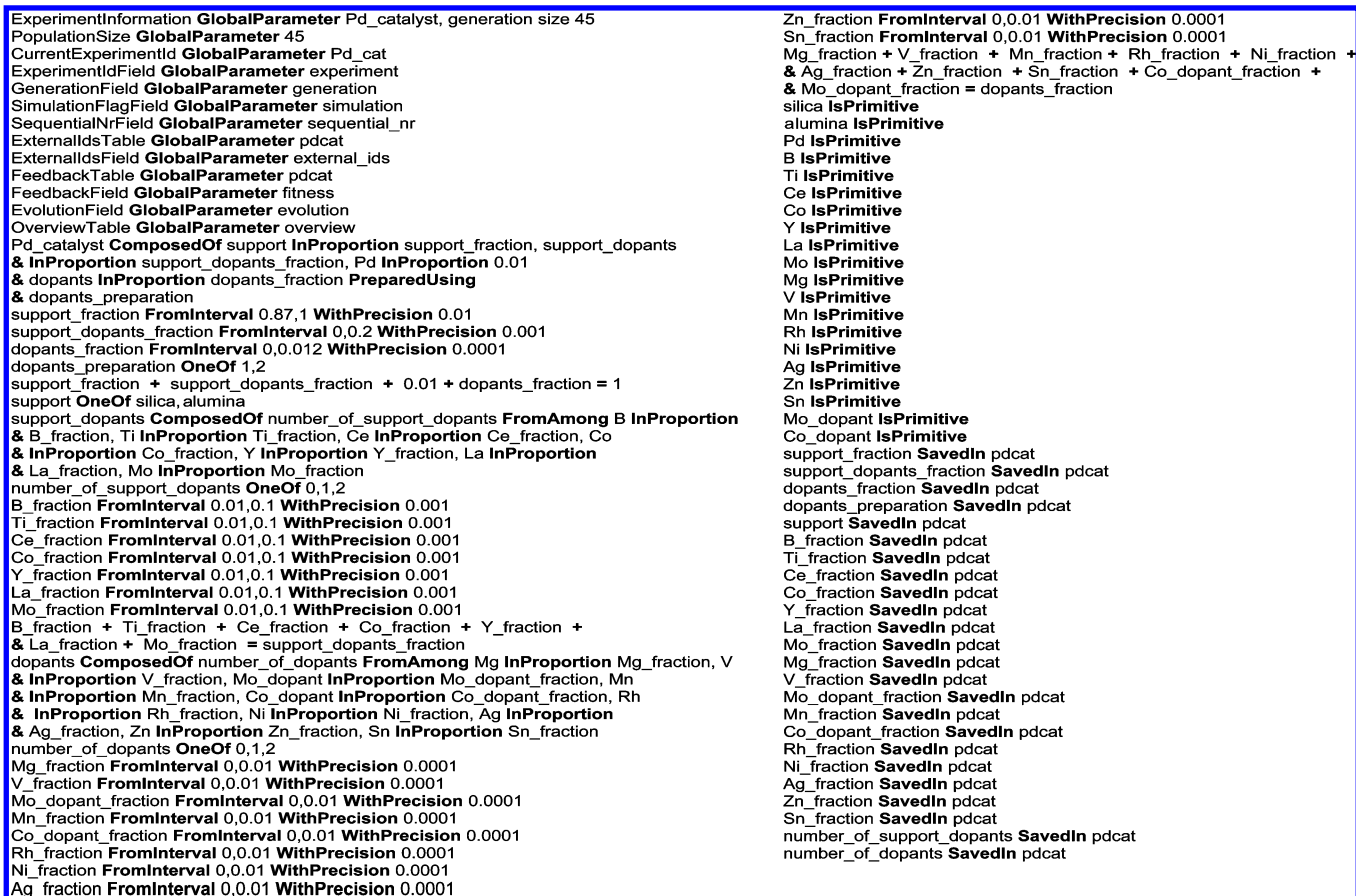 ExperimentInformation GlobalParameter Pd_catalyst, generation size 45
PopulationSize GlobalParameter 45
CurrentExperimentId GlobalParameter Pd_cat
ExperimentIdField GlobalParameter experiment
GenerationField GlobalParameter generation
SimulationFlagField GlobalParameter simulation
SequentialNrField GlobalParameter sequential_nr
ExternalIdsTable GlobalParameter pdcat
ExternalIdsField GlobalParameter external_ids
FeedbackTable GlobalParameter pdcat
FeedbackField GlobalParameter fitness
EvolutionField GlobalParameter evolution
OverviewTable GlobalParameter overview
Pd_catalyst ComposedOf support InProportion support_fraction, support_dopants
& InProportion support_dopants_fraction, Pd InProportion 0.01
& dopants InProportion dopants_fraction PreparedUsing
& dopants_preparation
support_fraction FromInterval 0.87,1 WithPrecision 0.01
support_dopants_fraction FromInterval 0,0.2 WithPrecision 0.001
dopants_fraction FromInterval 0,0.012 WithPrecision 0.0001
dopants_preparation OneOf 1,2
support_fraction + support_dopants_fraction + 0.01 + dopants_fraction = 1
support OneOf silica,alumina
support_dopants ComposedOf number_of_support_dopants FromAmong B InProportion
& B_fraction, Ti InProportion Ti_fraction, Ce InProportion Ce_fraction, Co
& InProportion Co_fraction, Y InProportion Y_fraction, La InProportion
& La_fraction, Mo InProportion Mo_fraction
number_of_support_dopants OneOf 0,1,2
B_fraction FromInterval 0.01,0.1 WithPrecision 0.001
Ti_fraction FromInterval 0.01,0.1 WithPrecision 0.001
Ce_fraction FromInterval 0.01,0.1 WithPrecision 0.001
Co_fraction FromInterval 0.01,0.1 WithPrecision 0.001
Y_fraction FromInterval 0.01,0.1 WithPrecision 0.001
La_fraction FromInterval 0.01,0.1 WithPrecision 0.001
Mo_fraction FromInterval 0.01,0.1 WithPrecision 0.001
B_fraction + Ti_fraction + Ce_fraction + Co_fraction + Y_fraction +
& La_fraction + Mo_fraction = support_dopants_fraction
dopants ComposedOf number_of_dopants FromAmong Mg InProportion Mg_fraction, V
& InProportion V_fraction, Mo_dopant InProportion Mo_dopant_fraction, Mn
& InProportion Mn_fraction, Co_dopant InProportion Co_dopant_fraction, Rh
& InProportion Rh_fraction, Ni InProportion Ni_fraction, Ag InProportion
& Ag_fraction, Zn InProportion Zn_fraction, Sn InProportion Sn_fraction
number_of_dopants OneOf 0,1,2
Mg_fraction FromInterval 0,0.01 WithPrecision 0.0001
V_fraction FromInterval 0,0.01 WithPrecision 0.0001
Mo_dopant_fraction FromInterval 0,0.01 WithPrecision 0.0001
Mn_fraction FromInterval 0,0.01 WithPrecision 0.0001
Co_dopant_fraction FromInterval 0,0.01 WithPrecision 0.0001
Rh_fraction FromInterval 0,0.01 WithPrecision 0.0001
Ni_fraction FromInterval 0,0.01 WithPrecision 0.0001
Ag_fraction FromInterval 0,0.01 WithPrecision 0.0001
Zn_fraction FromInterval 0,0.01 WithPrecision 0.0001
Sn_fraction FromInterval 0,0.01 WithPrecision 0.0001
Mg_fraction + V_fraction + Mn_fraction + Rh_fraction + Ni_fraction +
& Ag_fraction + Zn_fraction + Sn_fraction + Co_dopant_fraction +
& Mo_dopant_fraction = dopants_fraction
silica IsPrimitive
alumina IsPrimitive
Pd IsPrimitive
B IsPrimitive
Ti IsPrimitive
Ce IsPrimitive
Co IsPrimitive
Y IsPrimitive
La IsPrimitive
Mo IsPrimitive
Mg IsPrimitive
V IsPrimitive
Mn IsPrimitive
Rh IsPrimitive
Ni IsPrimitive
Ag IsPrimitive
Zn IsPrimitive
Sn IsPrimitive
Mo_dopant IsPrimitive
Co_dopant IsPrimitive
support_fraction SavedIn pdcat
support_dopants_fraction SavedIn pdcat
dopants_fraction SavedIn pdcat
dopants_preparation SavedIn pdcat
support SavedIn pdcat
B_fraction SavedIn pdcat
Ti_fraction SavedIn pdcat
Ce_fraction SavedIn pdcat
Co_fraction SavedIn pdcat
Y_fraction SavedIn pdcat
La_fraction SavedIn pdcat
Mo_fraction SavedIn pdcat
Mg_fraction SavedIn pdcat
V_fraction SavedIn pdcat
Mo_dopant_fraction SavedIn pdcat
Mn_fraction SavedIn pdcat
Co_dopant_fraction SavedIn pdcat
Rh_fraction SavedIn pdcat
Ni_fraction SavedIn pdcat
Ag_fraction SavedIn pdcat
Zn_fraction SavedIn pdcat
Sn_fraction SavedIn pdcat
number_of_support_dopants SavedIn pdcat
number_of_dopants SavedIn pdcat